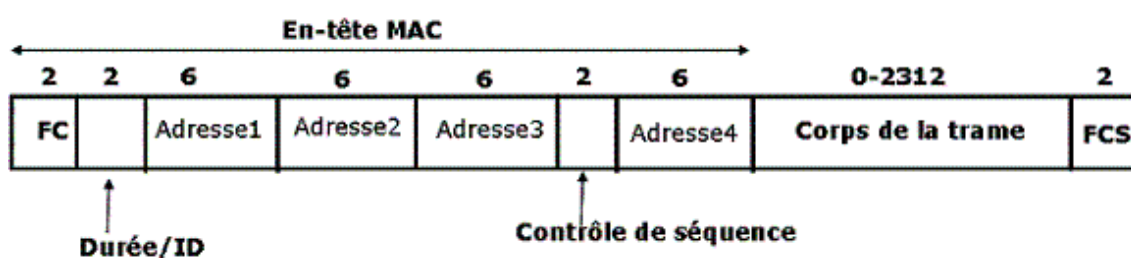 En-tête MAC
2 2 6 6 6 2 6 0-2312 2
FC Adresse1 Adresse2 Adresse3 Adresse4 Corps de la trame FCS
Durée/ID Contrôle de séquence